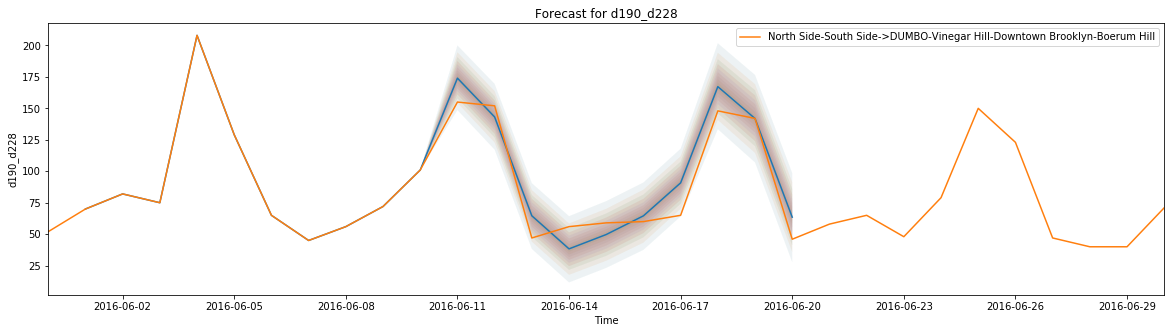 Forecast for d190_d228
North Side-South Side->DUMBO-Vinegar Hill-Downtown Brooklyn-Boerum Hill
200
175
150
125
100
75
50
25
d190_d228
2016-06-02 2016-06-05 2016-06-08 2016-06-11 2016-06-14 2016-06-17 2016-06-20 2016-06-23 2016-06-26 2016-06-29
Time